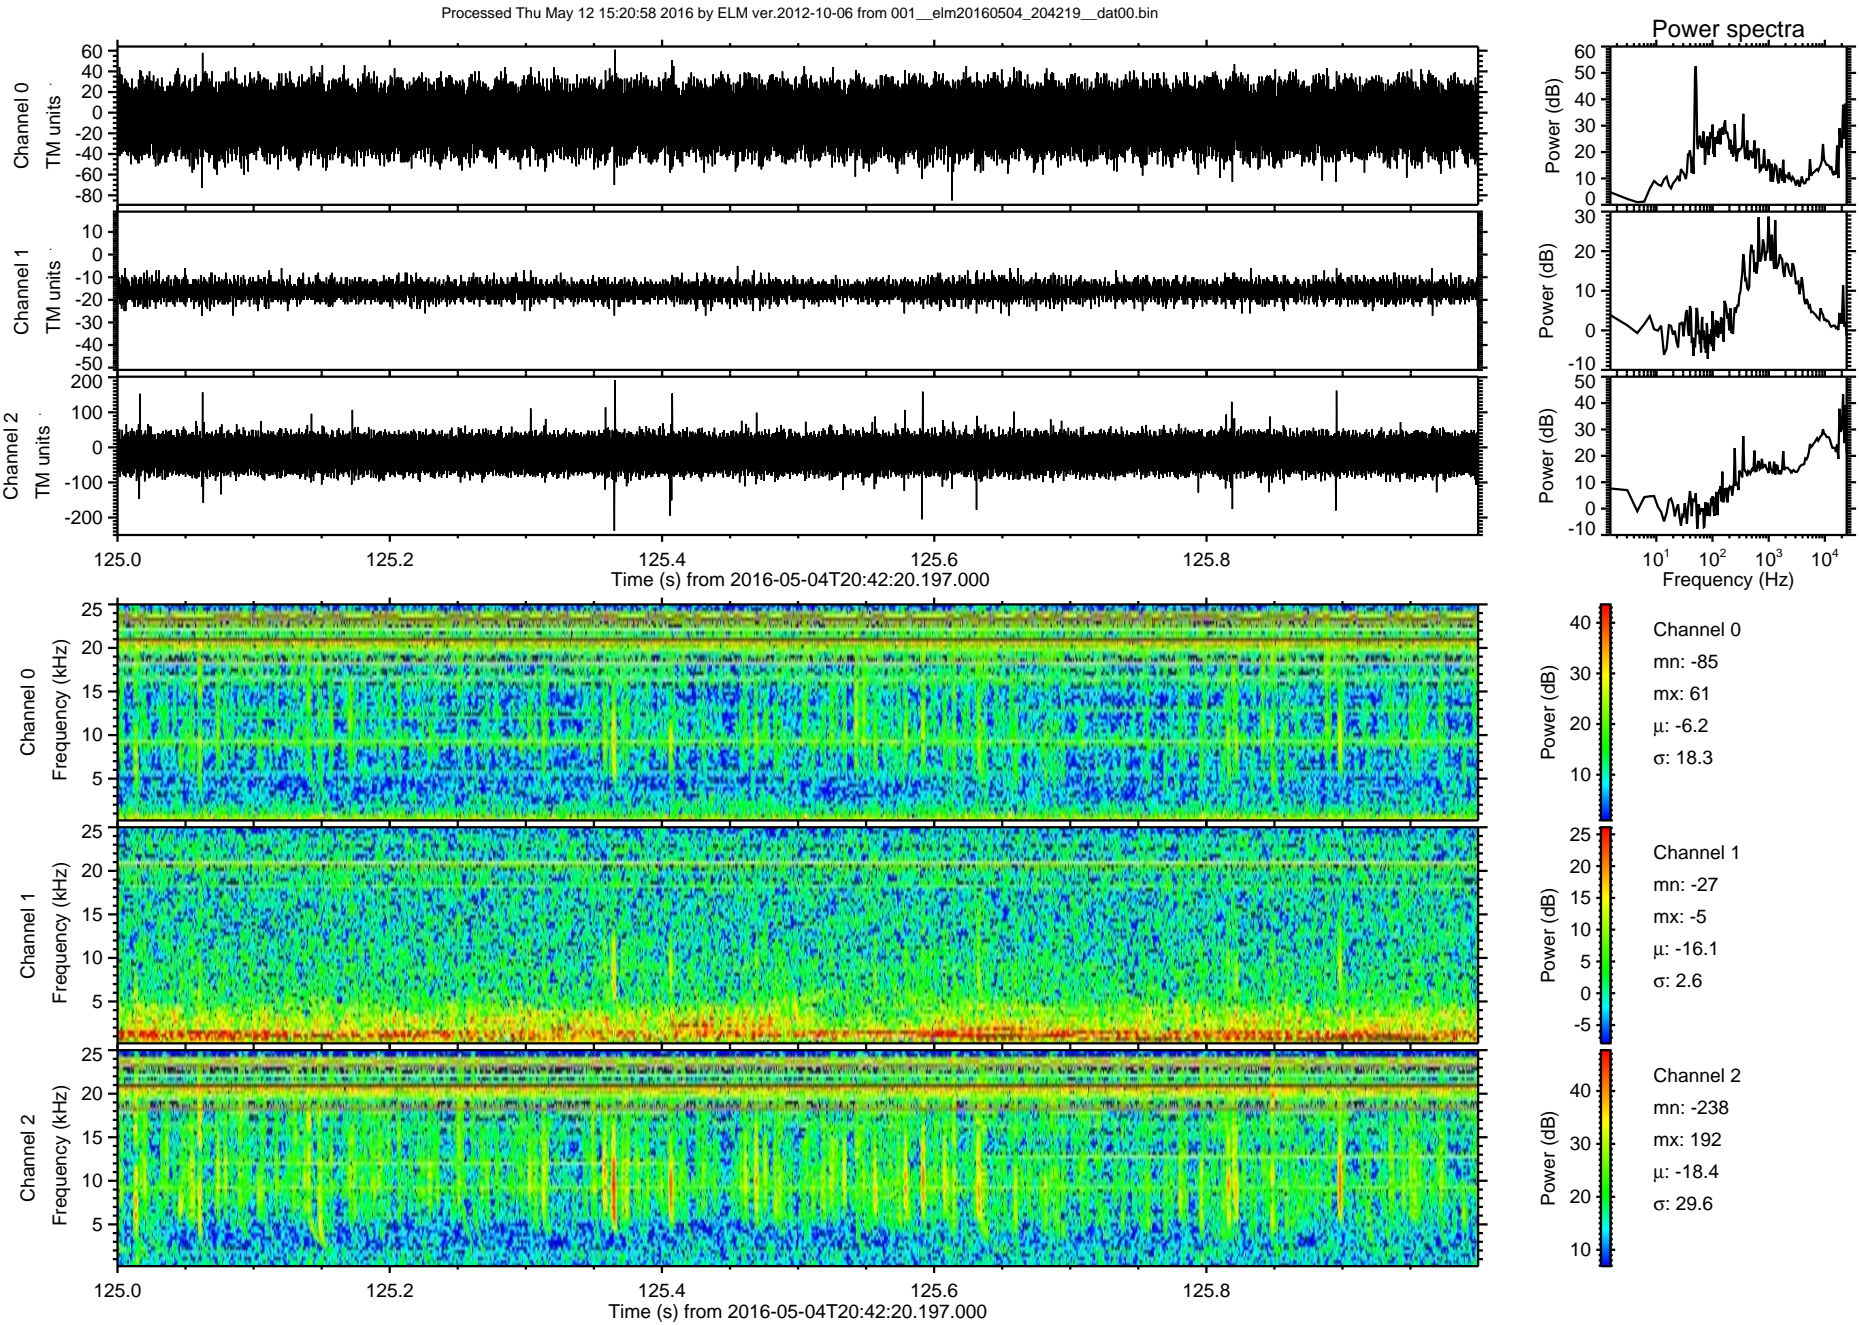 Processed Thu May 12 15:20:58 2016 by ELM ver.2012-10-06 from 001__elm20160504_204219__dat00.bin
Power spectra
Channel 0
TM units
60
40
20
0
-20
-40
-60
-80
Power (dB)
60
50
40
30
20
10
0
Channel 1
TM units
10
0
-10
-20
-30
-40
-50
Power (dB)
30
20
10
0
-10
Channel 2
TM units
200
100
0
-100
-200
Power (dB)
50
40
30
20
10
0
-10
125.0 125.2 125.4 125.6 125.8
Time (s) from 2016-05-04T20:42:20.197.000
10^1 10^2 10^3 10^4
Frequency (Hz)
Channel 0
Frequency (kHz)
25
20
15
10
5
Power (dB)
40
30
20
10
Channel 0
mn: -85
mx: 61
μ: -6.2
σ: 18.3
Channel 1
Frequency (kHz)
25
20
15
10
5
Power (dB)
25
20
15
10
5
0
-5
Channel 1
mn: -27
mx: -5
μ: -16.1
σ: 2.6
Channel 2
Frequency (kHz)
25
20
15
10
5
Power (dB)
40
30
20
10
Channel 2
mn: -238
mx: 192
μ: -18.4
σ: 29.6
125.0 125.2 125.4 125.6 125.8
Time (s) from 2016-05-04T20:42:20.197.000